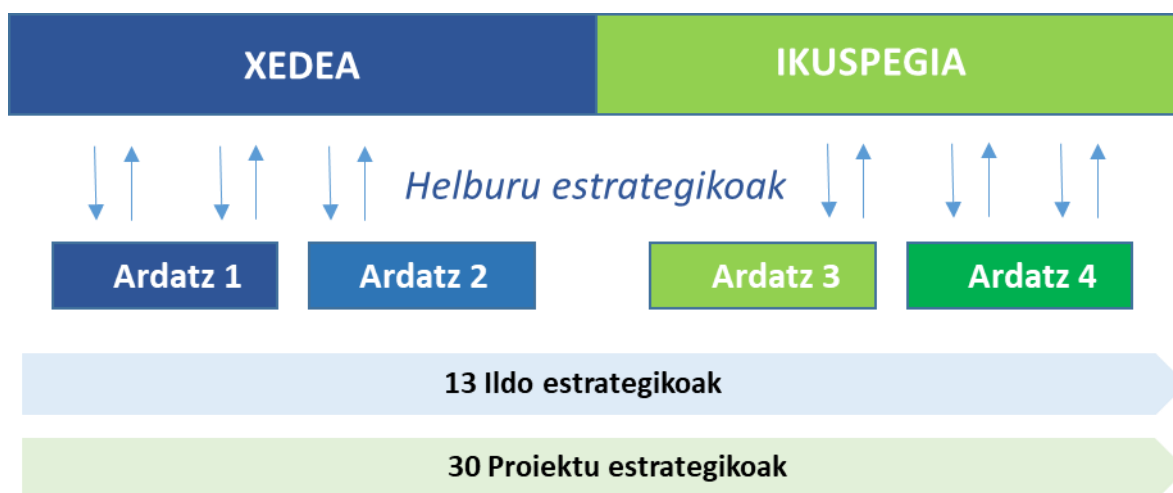 XEDEA
IKUSPEGIA
Helburu estrategikoak
Ardatz 1
Ardatz 2
Ardatz 3
Ardatz 4
13 Ildo estrategikoak
30 Proiektu estrategikoak